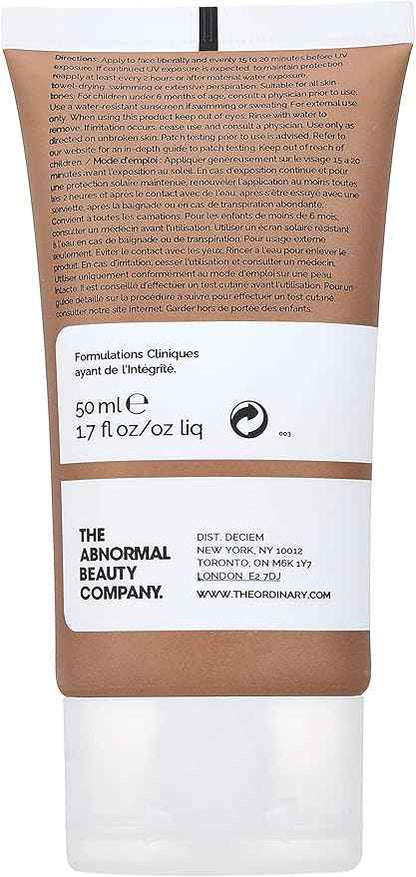 Directions: Apply to face liberally and evenly 15 to 20 minutes before UV
exposure. If continued UV exposure is expected, to maintain protection
reapply at least every 2 hours or after material water exposure,
towel-drying, swimming or extensive perspiration. Suitable for all skin
tones. For children under 6 months of age, consult a physician prior to use.
Use a water-resistant sunscreen if swimming or sweating. For external use
only. When using this product keep out of eyes. Rinse with water to
remove. If irritation occurs, cease use and consult a physician. Use only as
directed on unbroken skin. Patch testing prior to use is advised. Refer to
our website for an in-depth guide to patch testing. Keep out of reach of
children. / Mode d'emploi : Appliquer genereusement sur le visage 15 a 20
minutes avant l'exposition au soleil. En cas d'exposition continue et pour
une protection solaire maintenue, renouveler l'application au moins toutes
les 2 heures et après le contact avec de l'eau, après s'être essuyé avec une
serviette, après la baignade ou en cas de transpiration abondante.
Convient à toutes les carnations. Pour les enfants de moins de 6 mois,
consulter un médecin avant l'utilisation. Utiliser un écran solaire résistant
à l'eau en cas de baignade ou de transpiration. Pour usage externe
seulement. Éviter le contact avec les yeux. Rincer à l'eau pour enlever le
produit. En cas d'irritation, cesser l'utilisation et consulter un médecin.
Utiliser uniquement conformément au mode d'emploi sur une peau
intacte. Il est conseillé d'effectuer un test cutané avant l'utilisation. Pour un
guide détaillé sur la procédure à suivre pour effectuer un test cutané,
consulter notre site Internet. Garder hors de portée des enfants.
Formulations Cliniques
ayant de l'Intégrité.
50 ml ℮
1.7 fl oz/oz liq
003
THE
ABNORMAL
BEAUTY
COMPANY.
DIST. DECIEM
NEW YORK, NY 10012
TORONTO, ON M6K 1Y7
LONDON E2 7DJ
WWW.THEORDINARY.COM